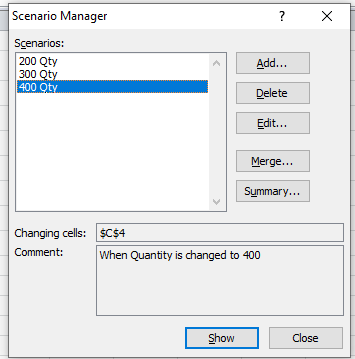 Scenario Manager
?
Scenarios:
200 Qty
300 Qty
400 Qty
Add...
Delete
Edit...
Merge...
Summary...
Changing cells:
$C$4
Comment:
When Quantity is changed to 400
Show
Close